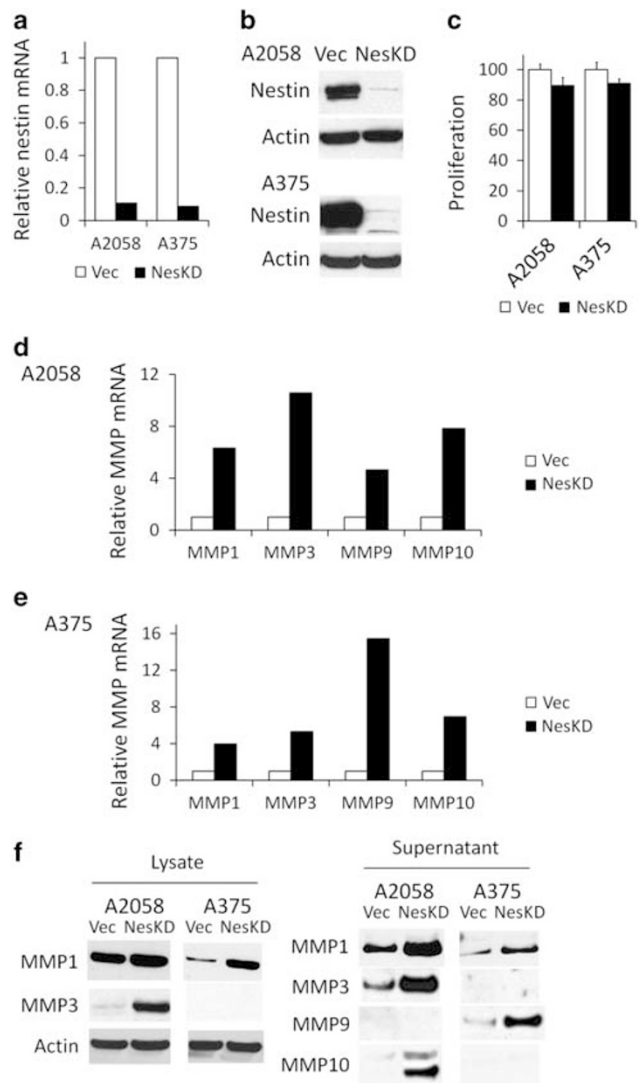 a
Relative nestin mRNA
1
0.8
0.6
0.4
0.2
0
A2058 A375
Vec NesKD
b
A2058 Vec NesKD
Nestin
Actin
A375
Nestin
Actin
c
Proliferation
100
80
60
40
20
0
A2058 A375
Vec NesKD
d
A2058
Relative MMP mRNA
12
8
4
0
MMP1 MMP3 MMP9 MMP10
Vec
NesKD
e
A375
Relative MMP mRNA
16
12
8
4
0
MMP1 MMP3 MMP9 MMP10
Vec
NesKD
f
Lysate
A2058 A375
Vec NesKD Vec NesKD
MMP1
MMP3
Actin
Supernatant
A2058 A375
Vec NesKD Vec NesKD
MMP1
MMP3
MMP9
MMP10